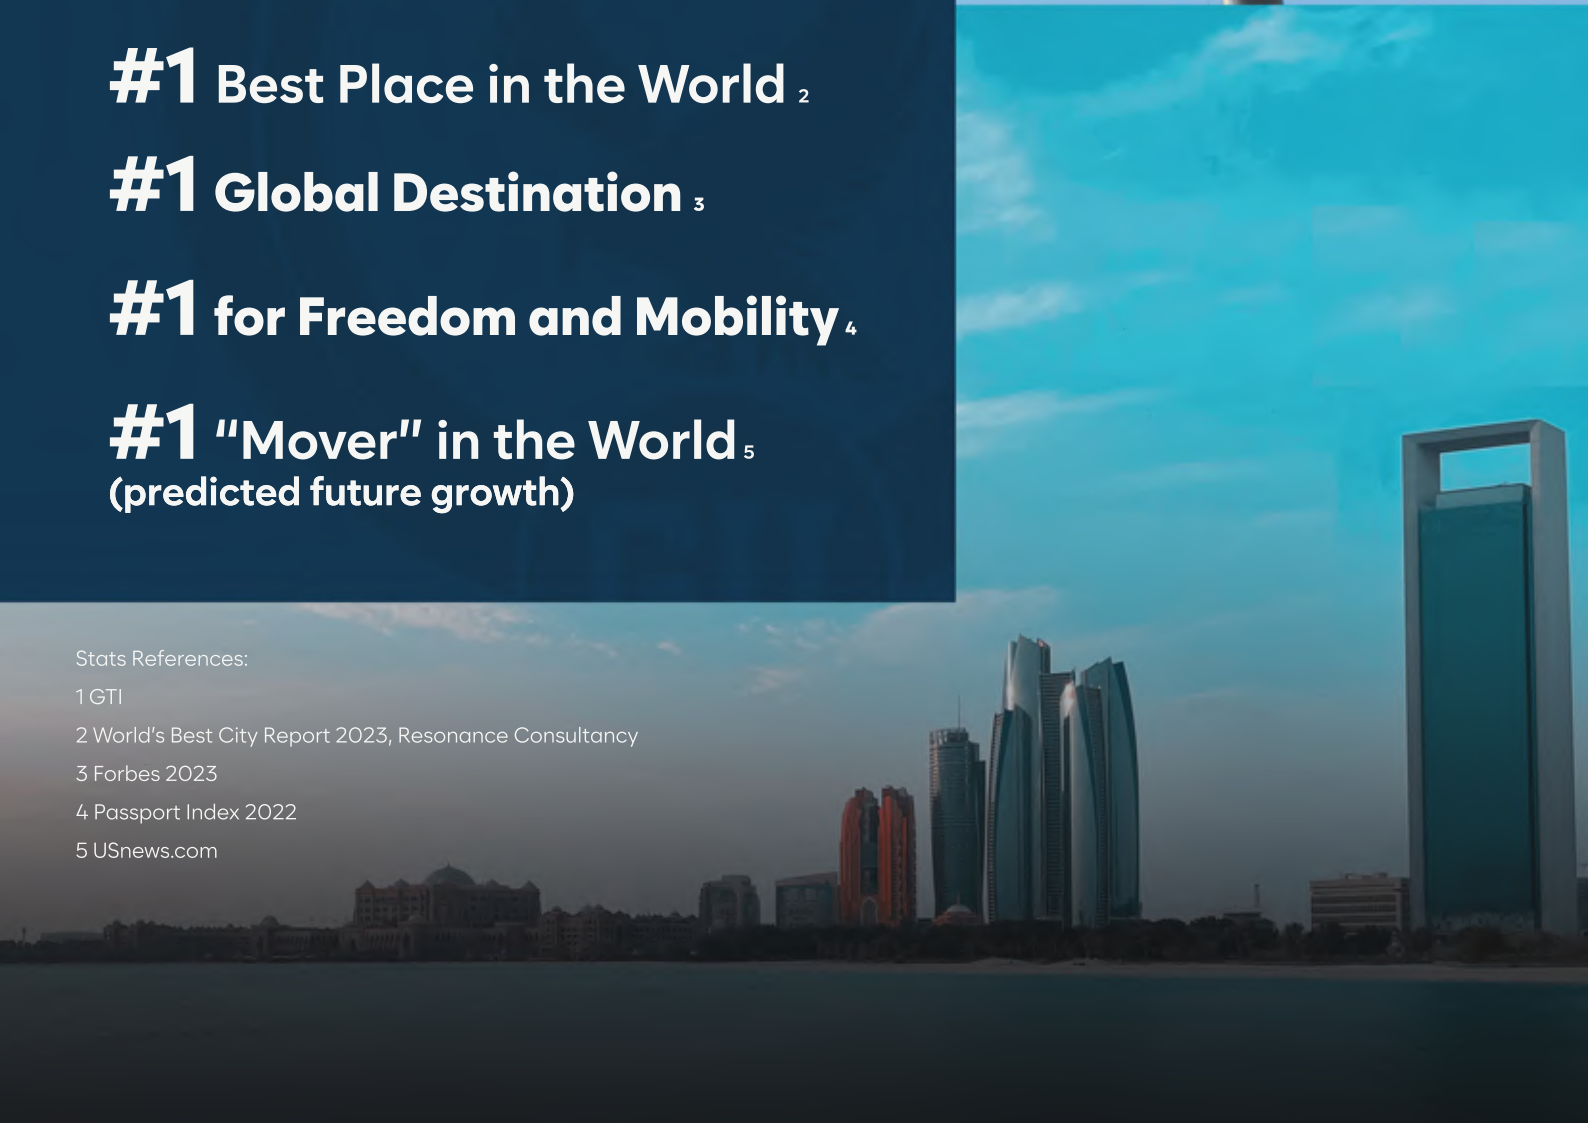 #1 Best Place in the World 2
#1 Global Destination 3
#1 for Freedom and Mobility 4
#1 “Mover” in the World 5
(predicted future growth)
Stats References:
1 GTI
2 World’s Best City Report 2023, Resonance Consultancy
3 Forbes 2023
4 Passport Index 2022
5 USnews.com